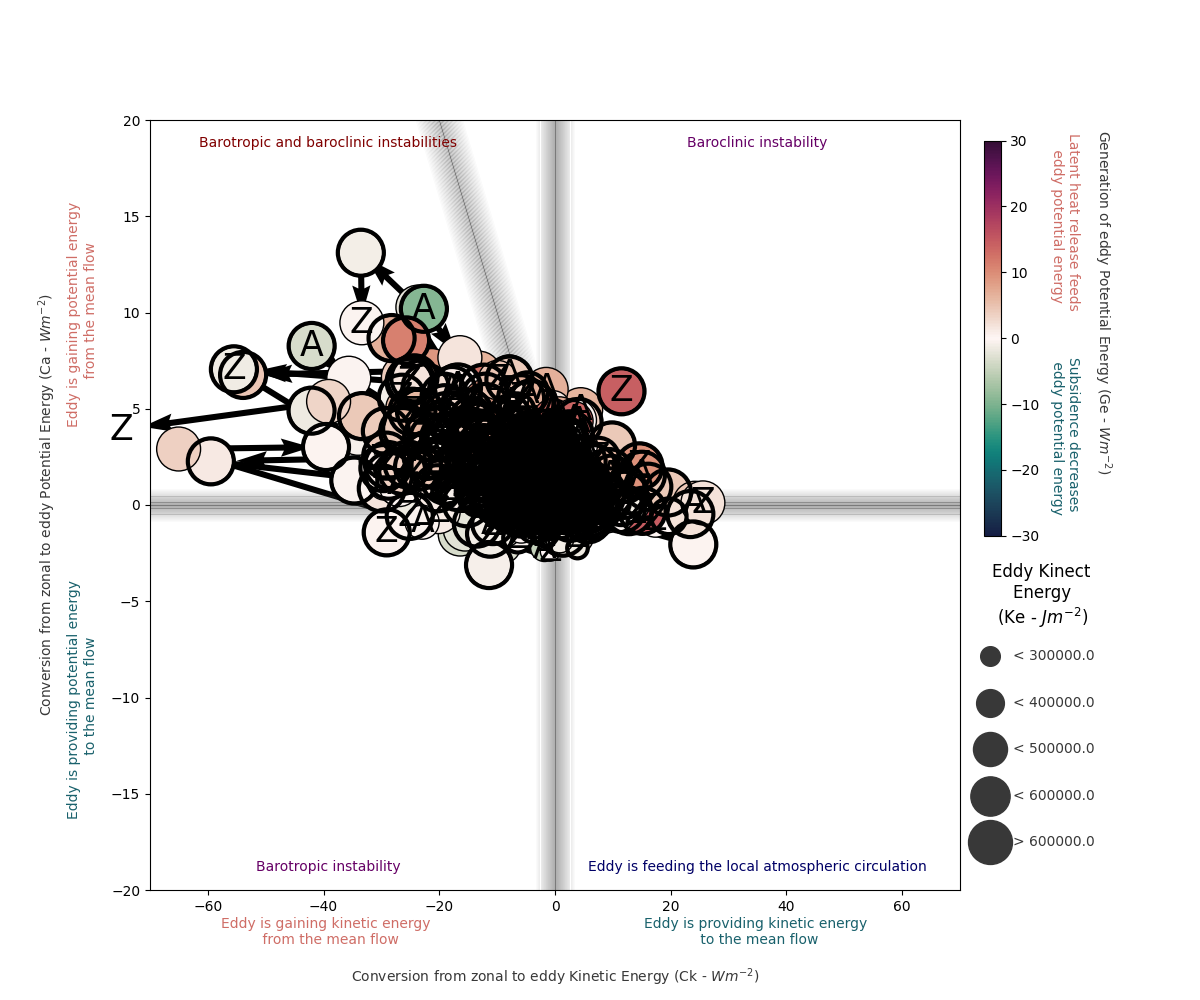 Barotropic and baroclinic instabilities
Baroclinic instability
Barotropic instability
Eddy is feeding the local atmospheric circulation
20
15
10
5
0
−5
−10
−15
−20
−60
−40
−20
0
20
40
60
Eddy is gaining kinetic energy
from the mean flow
Eddy is providing kinetic energy
to the mean flow
Conversion from zonal to eddy Kinetic Energy (Ck - Wm⁻²)
Conversion from zonal to eddy Potential Energy (Ca - Wm⁻²)
Eddy is gaining potential energy
from the mean flow
Eddy is providing potential energy
to the mean flow
A
Z
A
Z
Z
Z
Z
Z
A
Z
30
20
10
0
−10
−20
−30
Latent heat release feeds
eddy potential energy
Subsidence decreases
eddy potential energy
Generation of eddy Potential Energy (Ge - Wm⁻²)
Eddy Kinect
Energy
(Ke - Jm⁻²)
< 300000.0
< 400000.0
< 500000.0
< 600000.0
> 600000.0